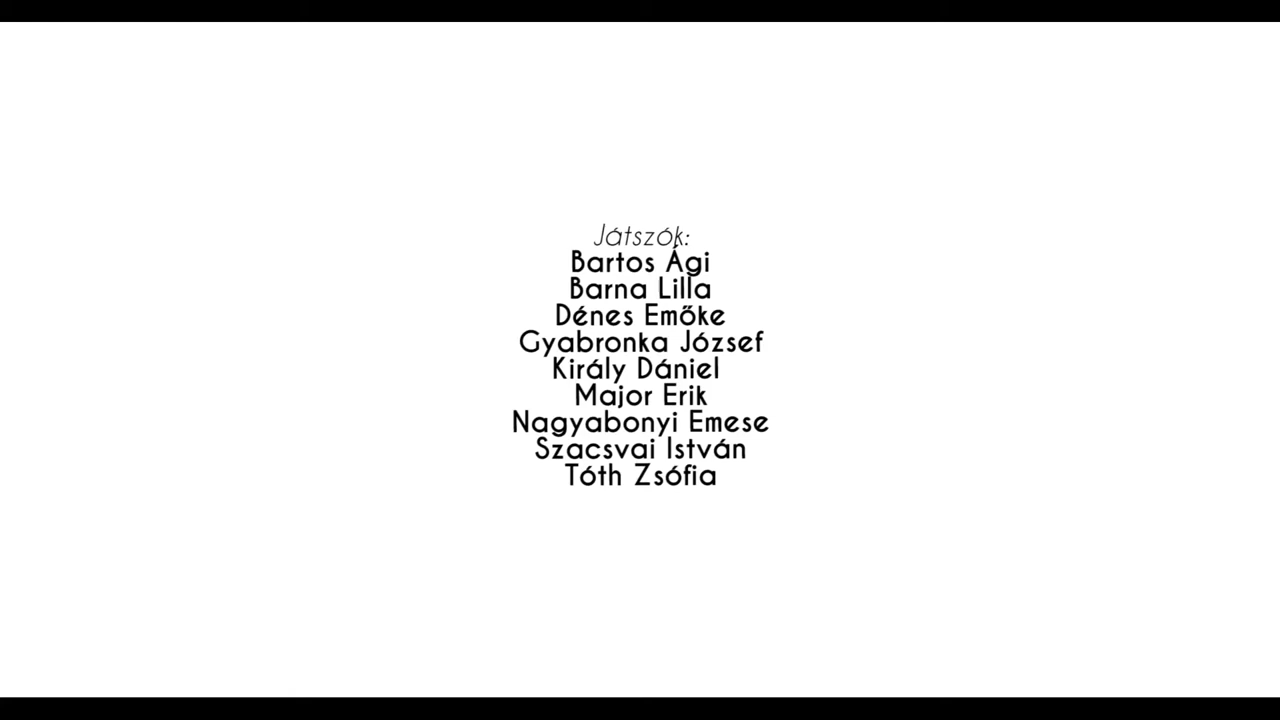 Játszók:
Bartos Ági
Barna Lilla
Dénes Emőke
Gyabronka József
Király Dániel
Major Erik
Nagyabonyi Emese
Szacsvai István
Tóth Zsófia